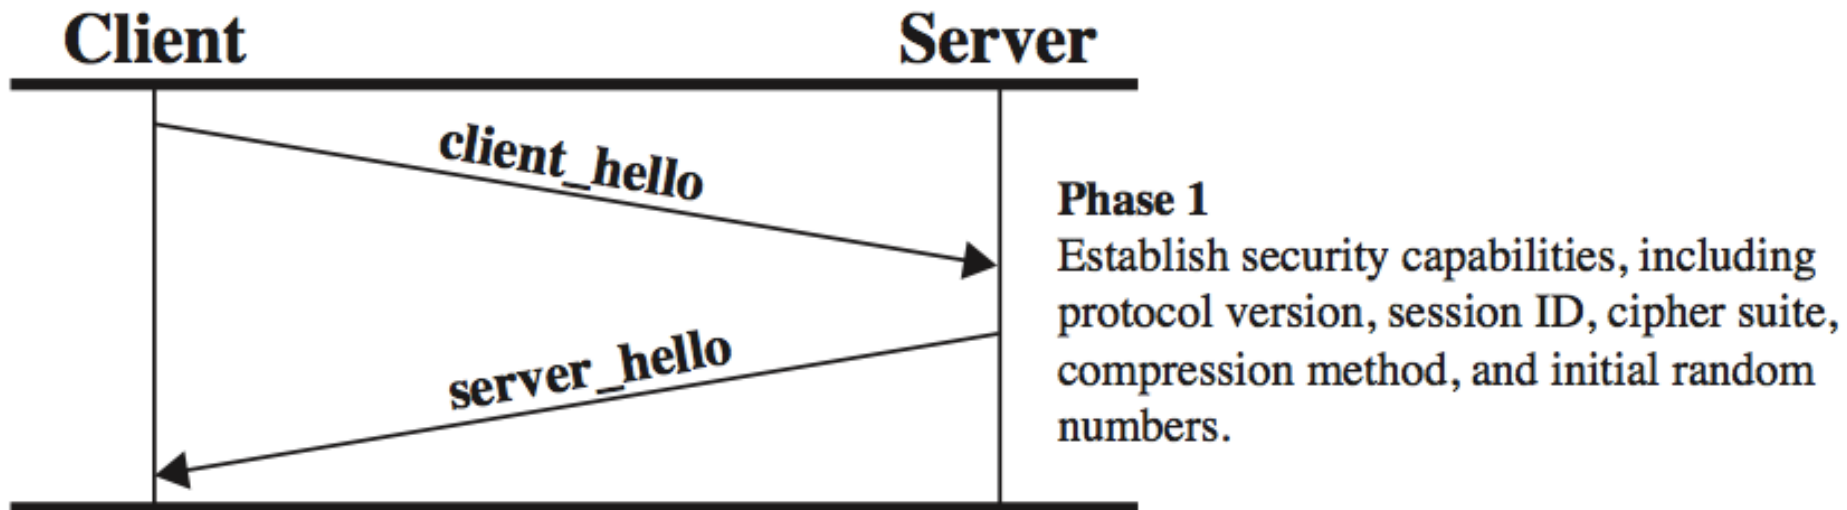 Client
Server
client_hello
Phase 1
Establish security capabilities, including
protocol version, session ID, cipher suite,
compression method, and initial random
numbers.
server_hello